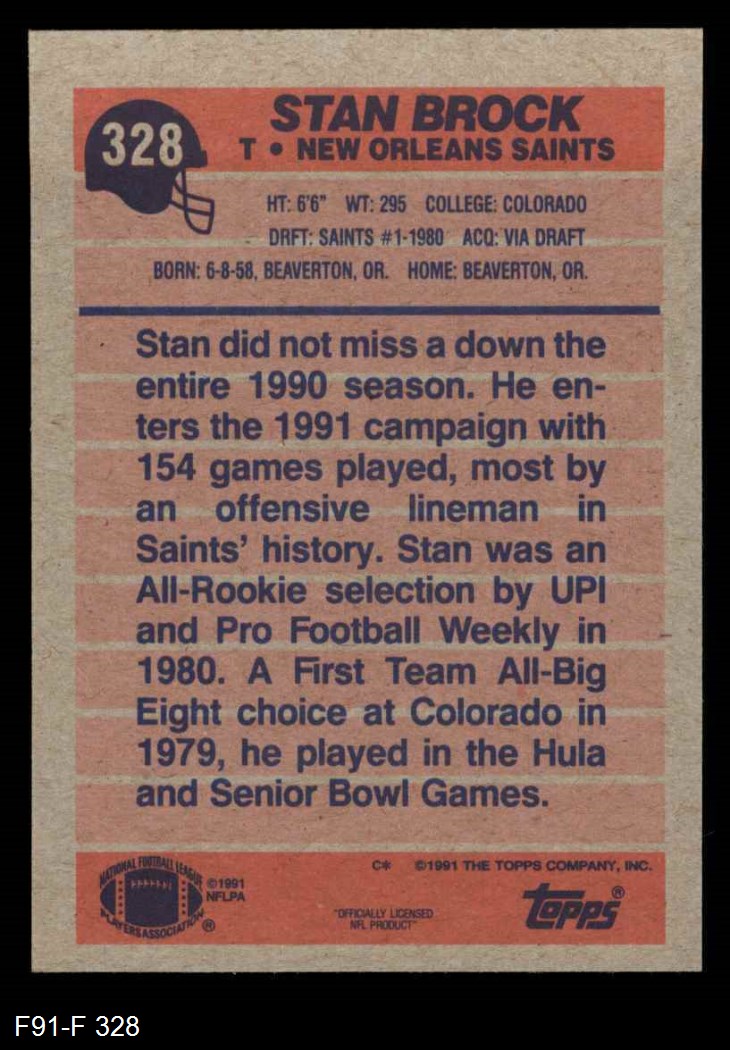 328
STAN BROCK
T • NEW ORLEANS SAINTS
HT: 6'6" WT: 295 COLLEGE: COLORADO
DRFT: SAINTS #1-1980 ACQ: VIA DRAFT
BORN: 6-8-58, BEAVERTON, OR. HOME: BEAVERTON, OR.
Stan did not miss a down the
entire 1990 season. He en-
ters the 1991 campaign with
154 games played, most by
an offensive lineman in
Saints' history. Stan was an
All-Rookie selection by UPI
and Pro Football Weekly in
1980. A First Team All-Big
Eight choice at Colorado in
1979, he played in the Hula
and Senior Bowl Games.
C* ©1991 THE TOPPS COMPANY, INC.
NATIONAL FOOTBALL LEAGUE
PLAYERS ASSOCIATION ®
©1991
NFLPA
"OFFICIALLY LICENSED
NFL PRODUCT"
topps®
F91-F 328